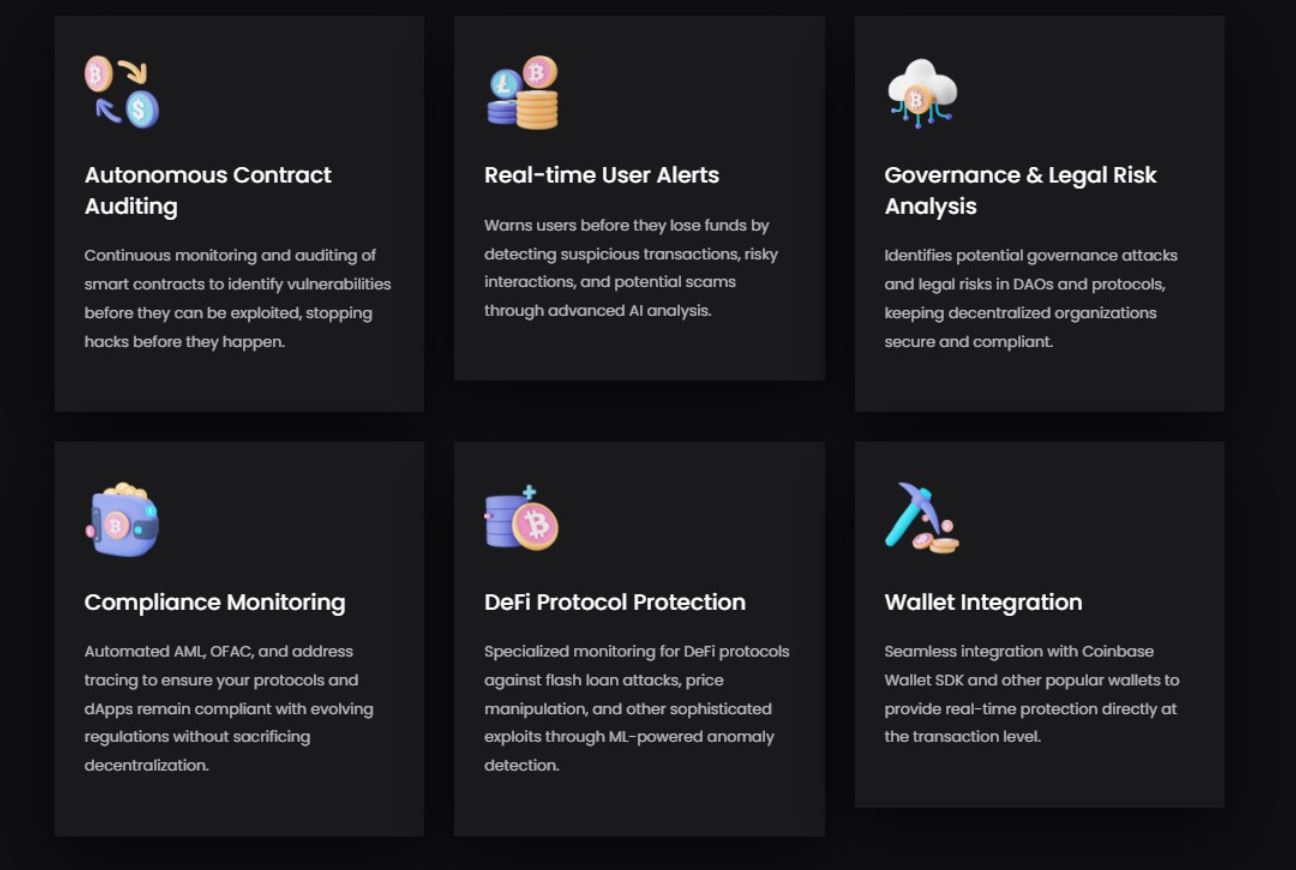 Autonomous Contract
Auditing
Continuous monitoring and auditing of
smart contracts to identify vulnerabilities
before they can be exploited, stopping
hacks before they happen.
Real-time User Alerts
Warns users before they lose funds by
detecting suspicious transactions, risky
interactions, and potential scams
through advanced AI analysis.
Governance & Legal Risk
Analysis
Identifies potential governance attacks
and legal risks in DAOs and protocols,
keeping decentralized organizations
secure and compliant.
Compliance Monitoring
Automated AML, OFAC, and address
tracing to ensure your protocols and
dApps remain compliant with evolving
regulations without sacrificing
decentralization.
DeFi Protocol Protection
Specialized monitoring for DeFi protocols
against flash loan attacks, price
manipulation, and other sophisticated
exploits through ML-powered anomaly
detection.
Wallet Integration
Seamless integration with Coinbase
Wallet SDK and other popular wallets to
provide real-time protection directly at
the transaction level.